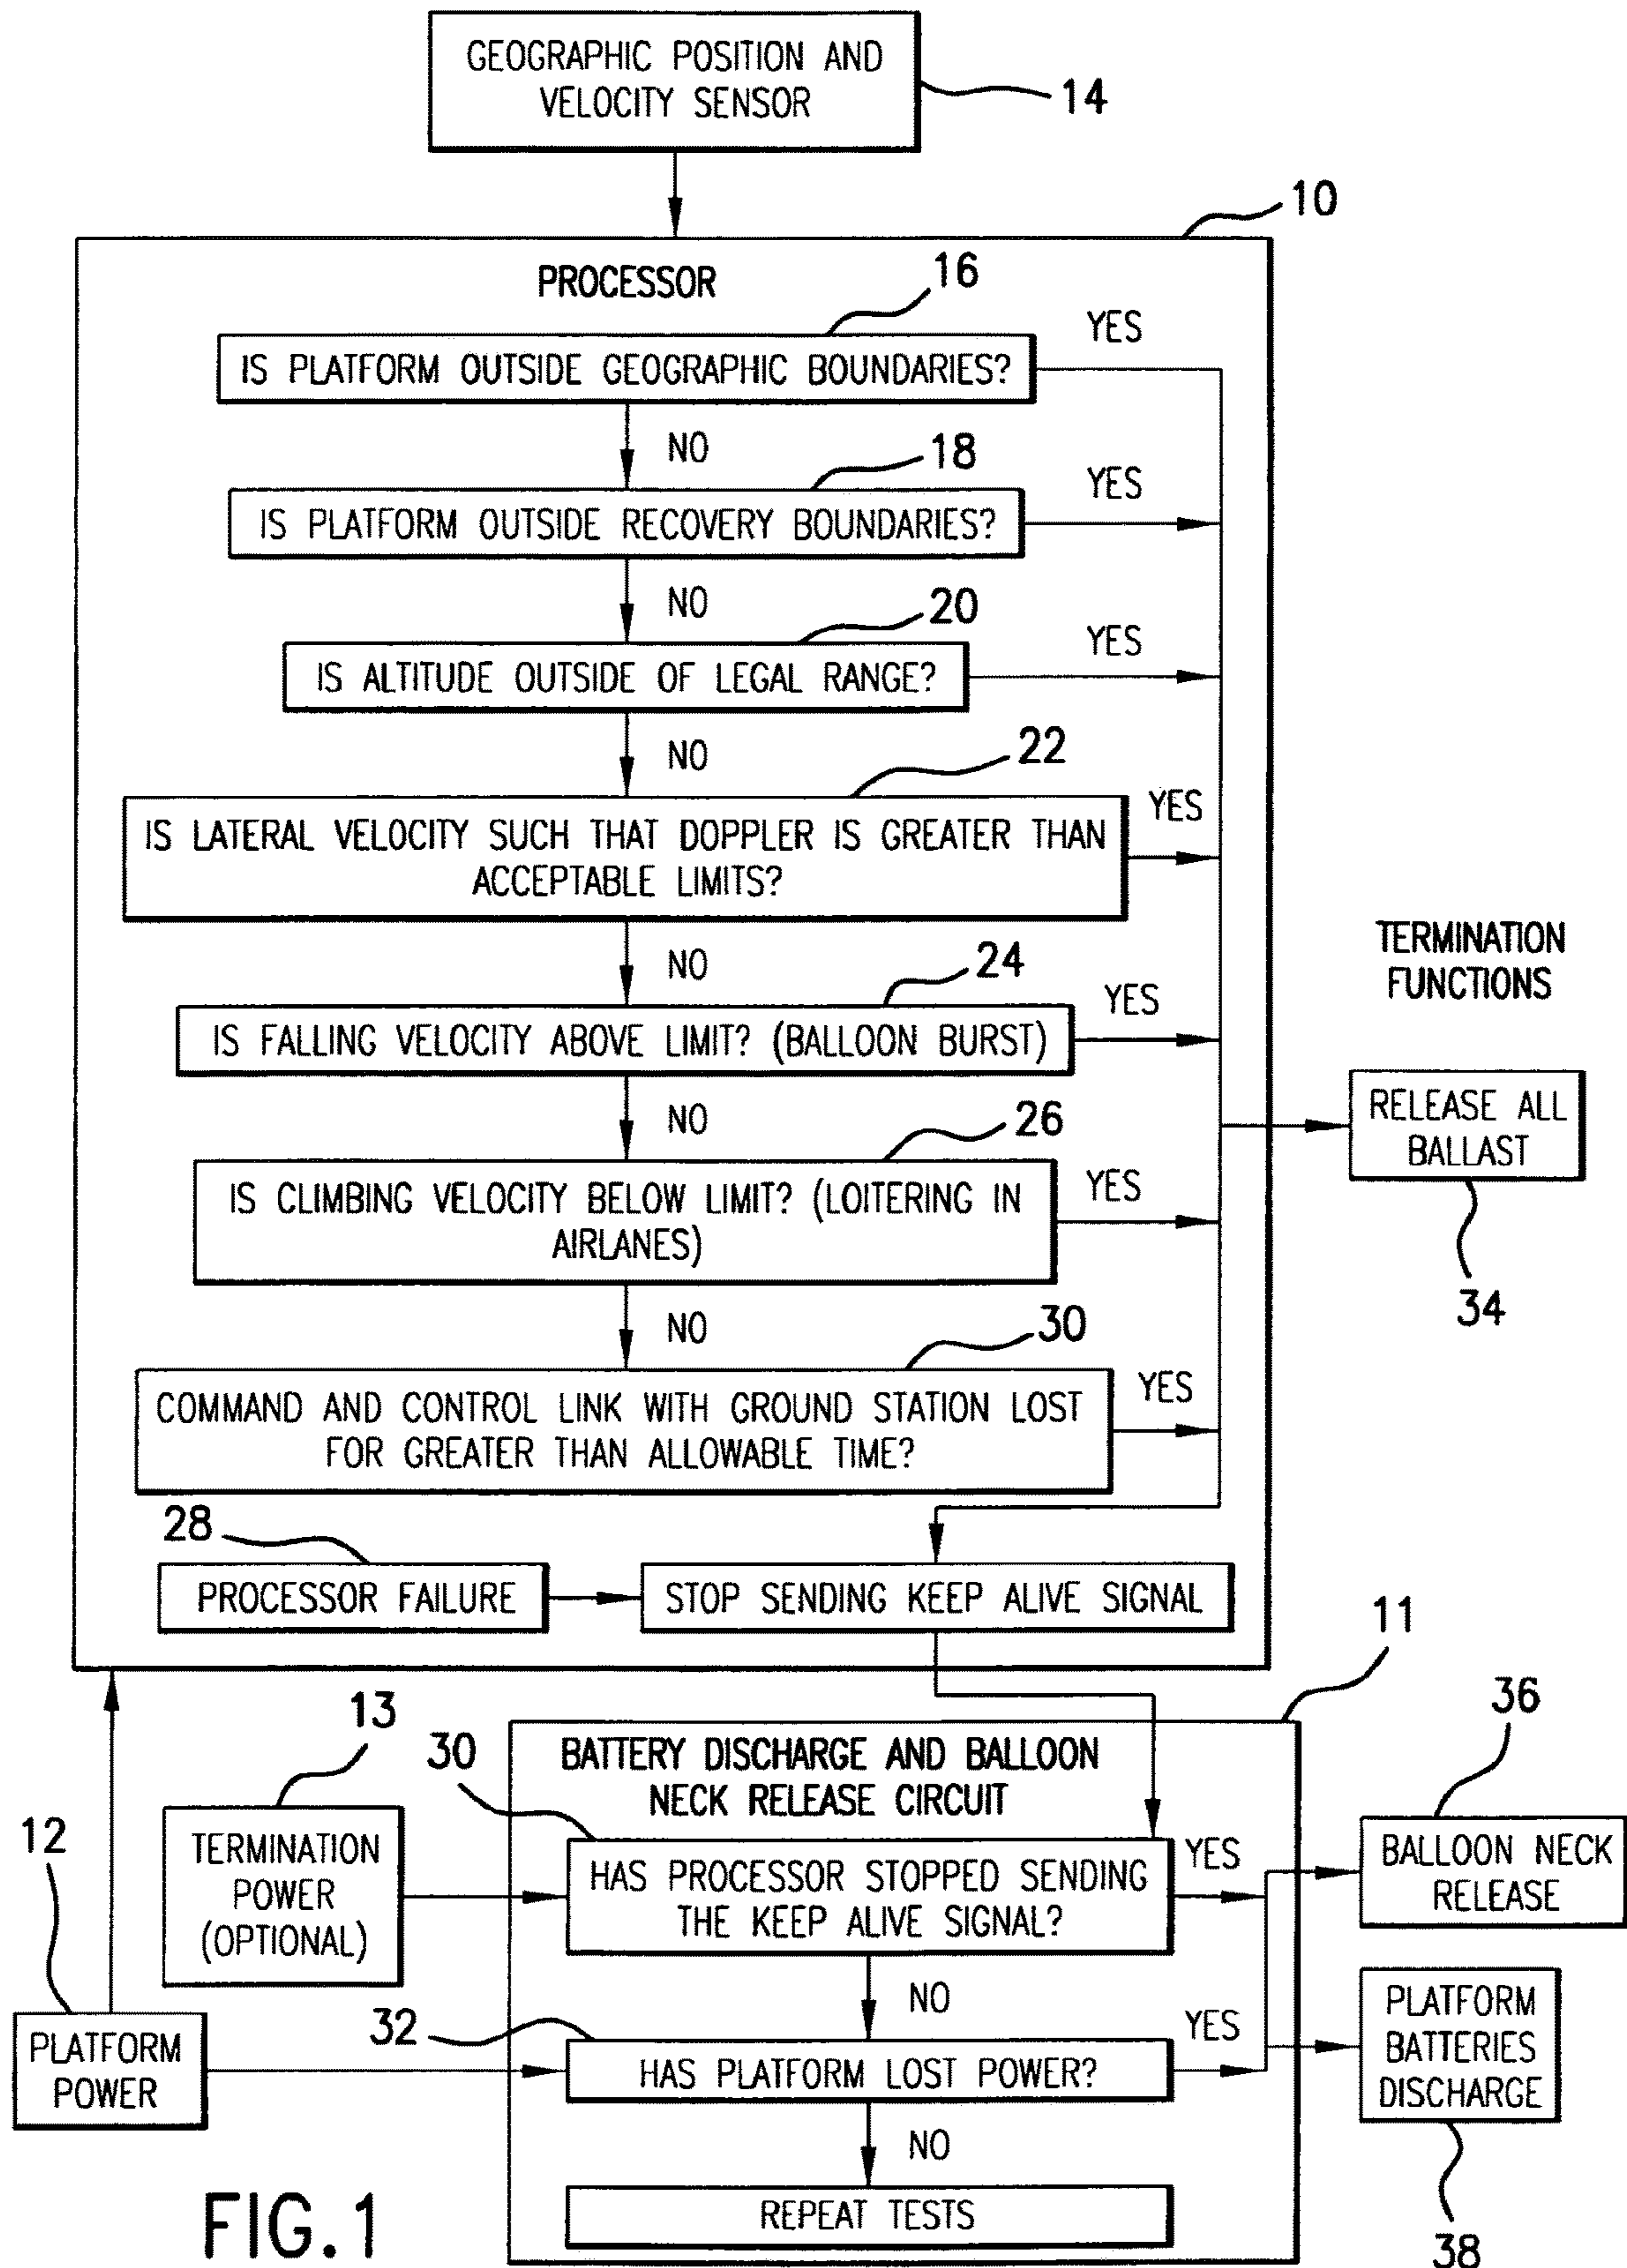 GEOGRAPHIC POSITION AND
VELOCITY SENSOR
14
10
PROCESSOR
16
IS PLATFORM OUTSIDE GEOGRAPHIC BOUNDARIES?
YES
NO
18
IS PLATFORM OUTSIDE RECOVERY BOUNDARIES?
YES
NO
20
IS ALTITUDE OUTSIDE OF LEGAL RANGE?
YES
NO
22
IS LATERAL VELOCITY SUCH THAT DOPPLER IS GREATER THAN
ACCEPTABLE LIMITS?
YES
NO
24
IS FALLING VELOCITY ABOVE LIMIT? (BALLOON BURST)
YES
TERMINATION
FUNCTIONS
NO
26
IS CLIMBING VELOCITY BELOW LIMIT? (LOITERING IN
AIRLANES)
YES
RELEASE ALL
BALLAST
34
NO
30
COMMAND AND CONTROL LINK WITH GROUND STATION LOST
FOR GREATER THAN ALLOWABLE TIME?
YES
28
PROCESSOR FAILURE
STOP SENDING KEEP ALIVE SIGNAL
11
13
TERMINATION
POWER
(OPTIONAL)
12
PLATFORM
POWER
BATTERY DISCHARGE AND BALLOON
NECK RELEASE CIRCUIT
30
HAS PROCESSOR STOPPED SENDING
THE KEEP ALIVE SIGNAL?
YES
36
BALLOON NECK
RELEASE
NO
32
HAS PLATFORM LOST POWER?
YES
PLATFORM
BATTERIES
DISCHARGE
38
NO
REPEAT TESTS
FIG.1